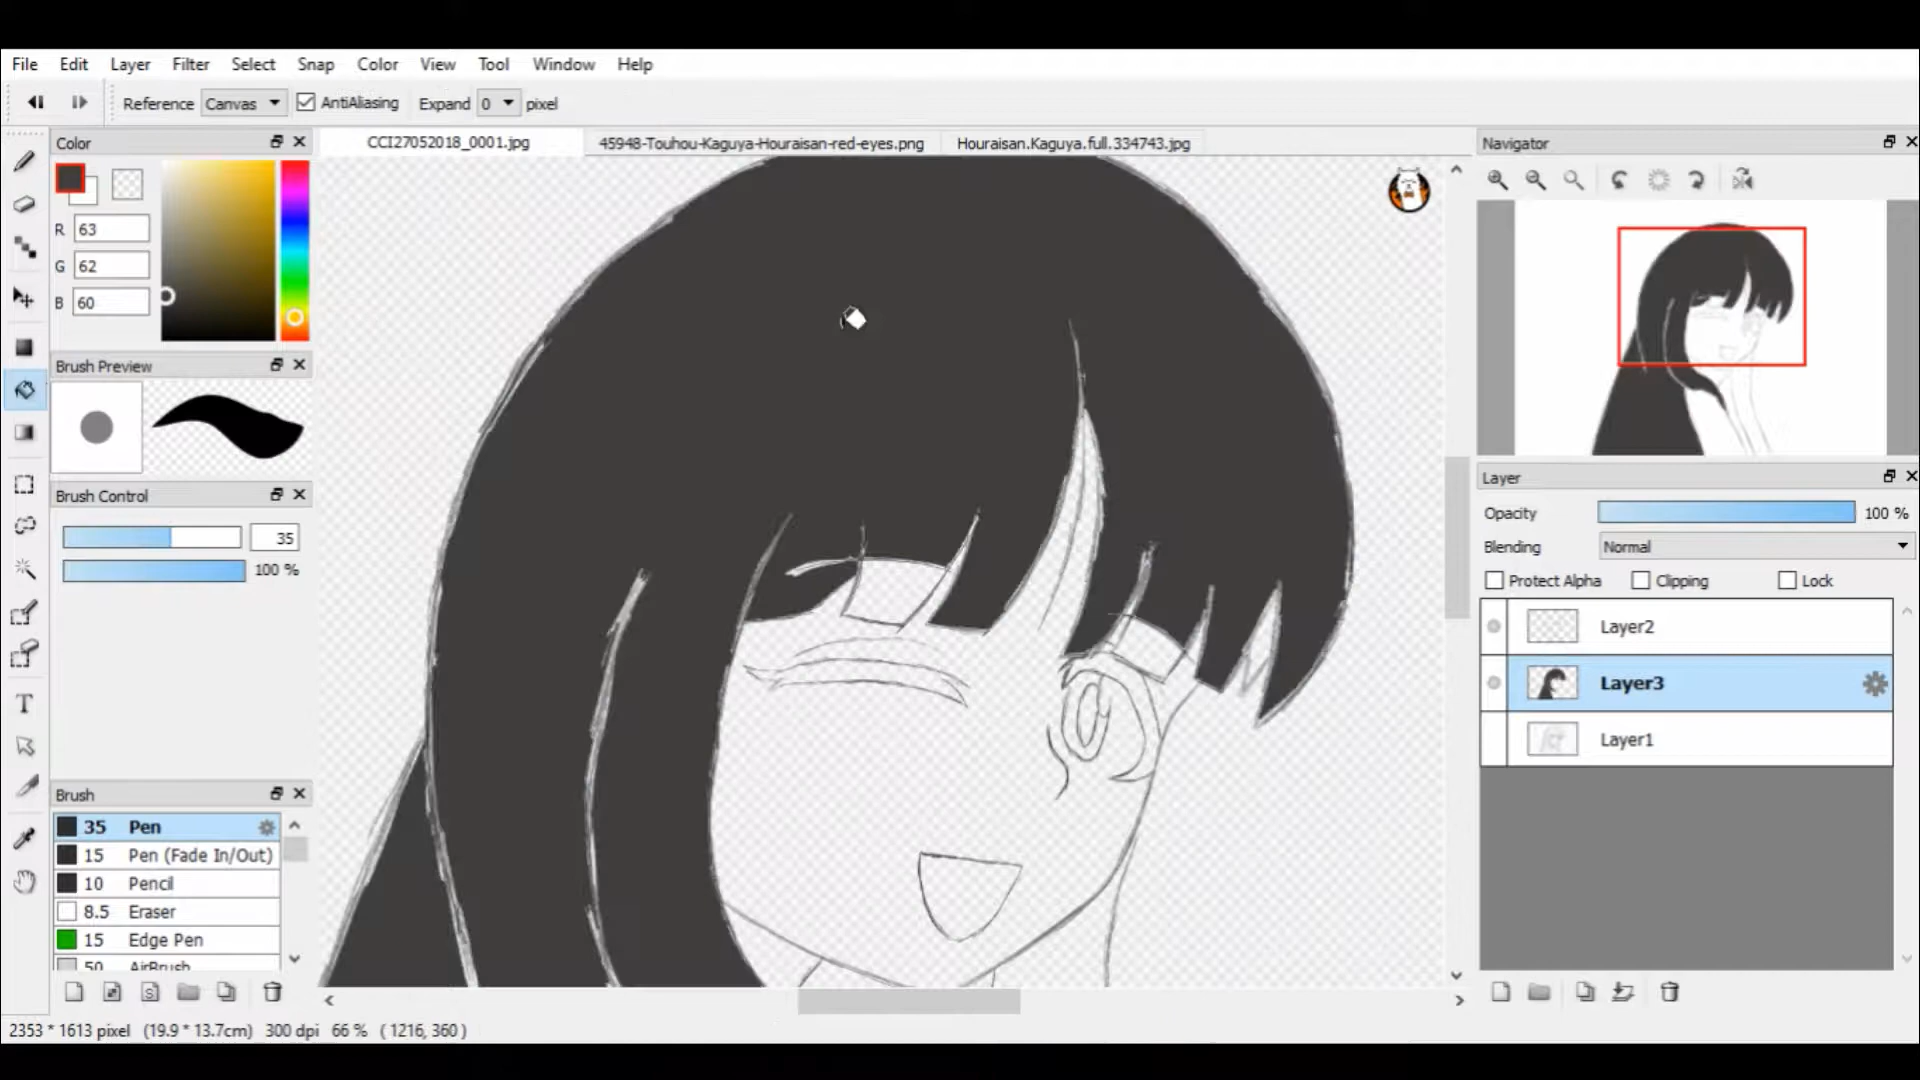 File Edit Layer Filter Select Snap Color View Tool Window Help
Reference Canvas AntiAliasing Expand 0 pixel
Color
R 63
G 62
B 60
Brush Preview
Brush Control
35
100 %
Brush
35 Pen
15 Pen (Fade In/Out)
10 Pencil
8.5 Eraser
15 Edge Pen
50 AirBrush
CCI27052018_0001.jpg 45948-Touhou-Kaguya-Houraisan-red-eyes.png Houraisan.Kaguya.full.334743.jpg
Navigator
Layer
Opacity 100 %
Blending Normal
Protect Alpha Clipping Lock
Layer2
Layer3
Layer1
2353 * 1613 pixel (19.9 * 13.7cm) 300 dpi 66 % ( 1216, 360 )